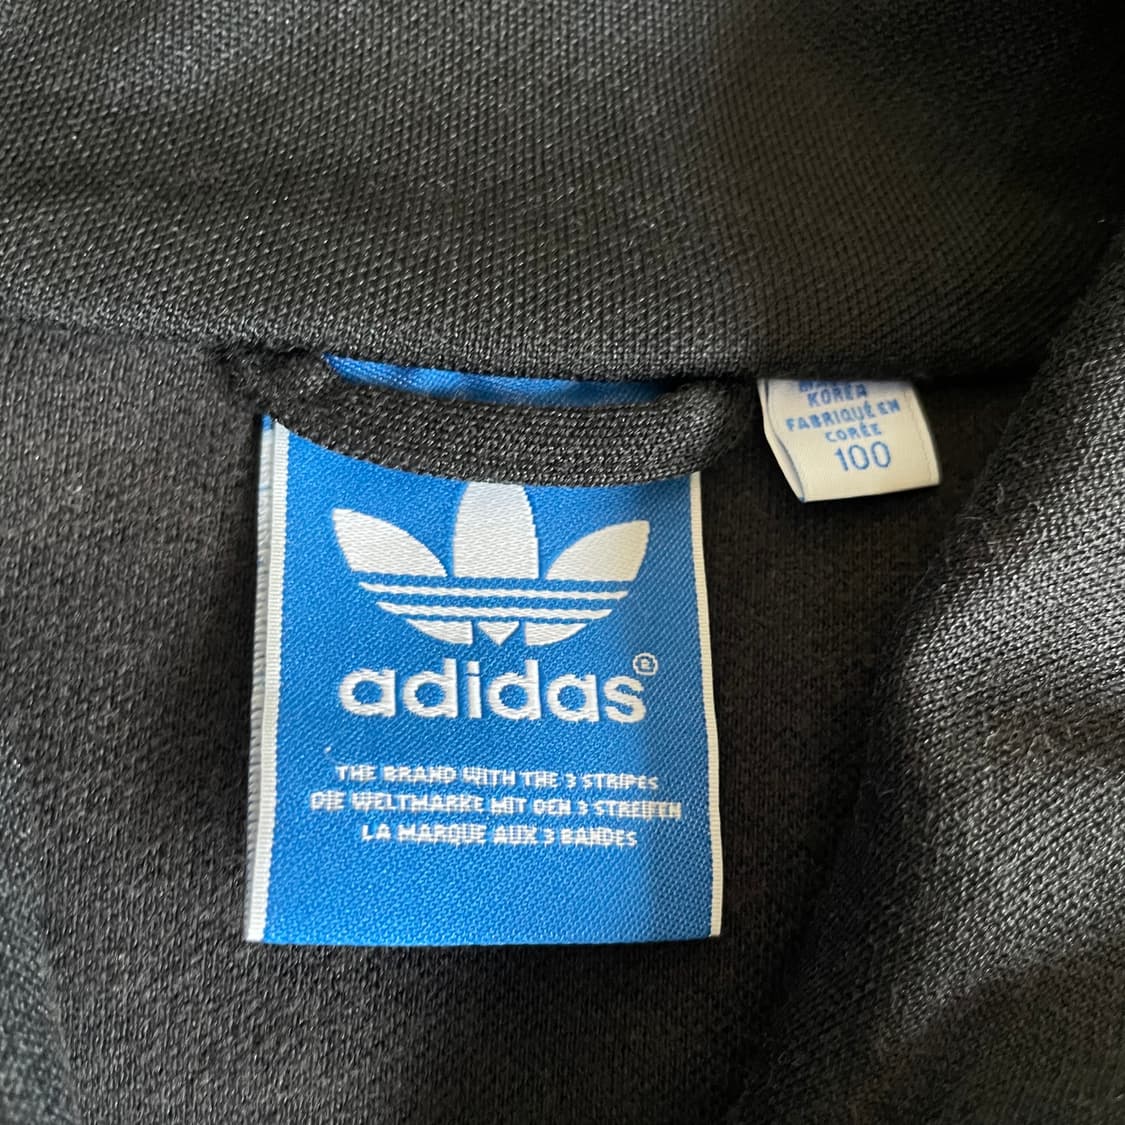 adidas®
THE BRAND WITH THE 3 STRIPES
DIE WELTMARKE MIT DEN 3 STREIFEN
LA MARQUE AUX 3 BANDES
KOREA
FABRIQUÉ EN
CORÉE
100